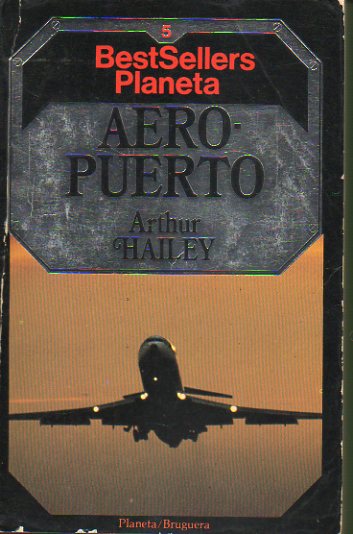 5
BestSellers
Planeta
AERO-
PUERTO
Arthur
HAILEY
Planeta/Bruguera